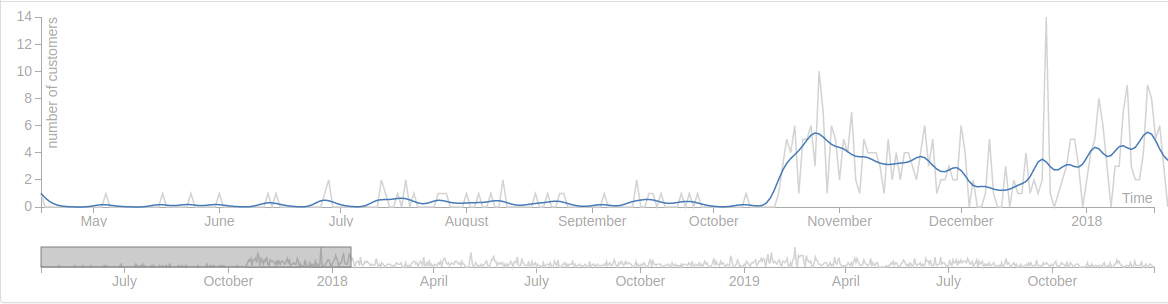 14
12
10
8
6
4
2
0
number of customers
Time
May June July August September October November December 2018
July October 2018 April July October 2019 April July October